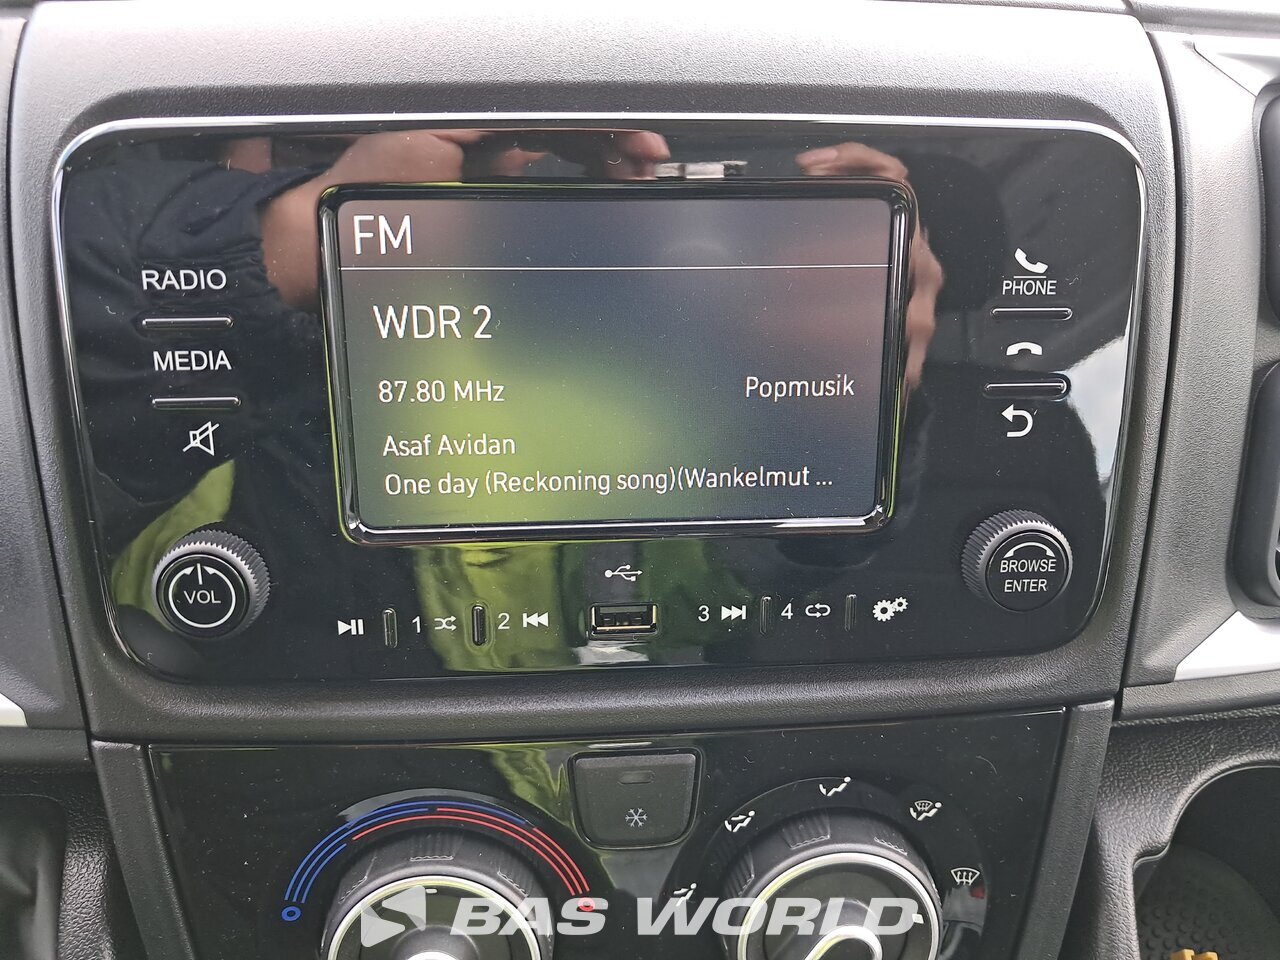 FM
RADIO
MEDIA
WDR 2
87.80 MHz
Popmusik
Asaf Avidan
One day (Reckoning song)(Wankelmut ...
PHONE
VOL
BROWSE
ENTER
1
2
3
4
BAS WORLD